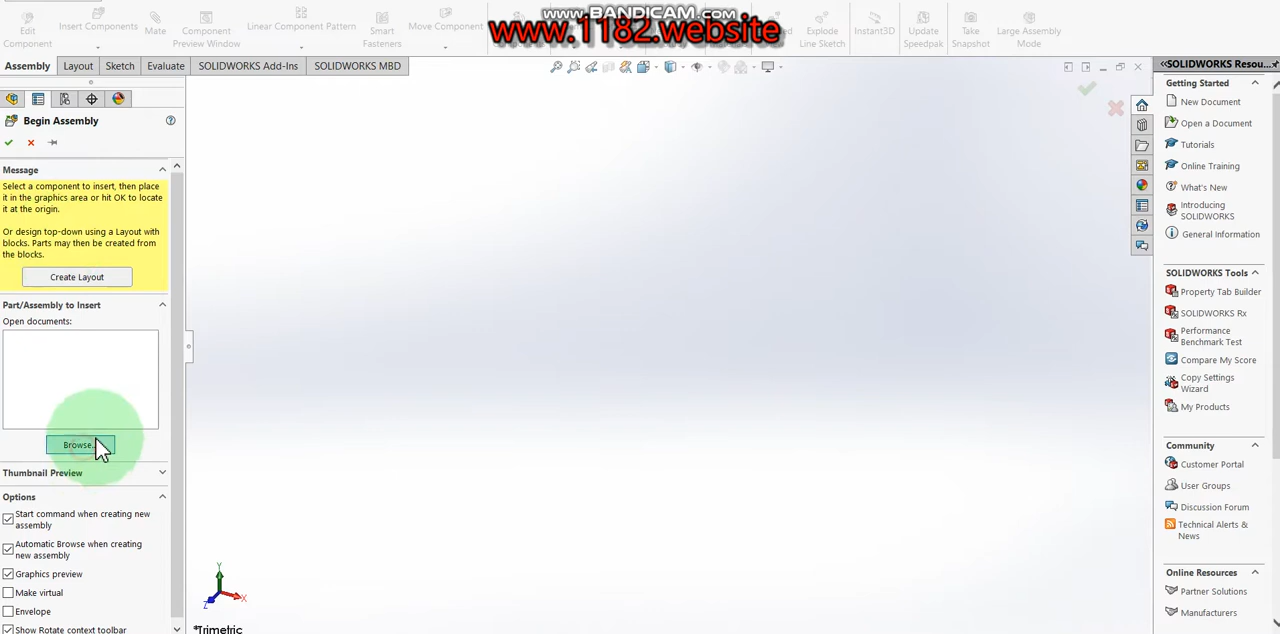 www.BANDICAM.com
www.1182.website
Edit Component
Insert Components
Mate
Component Preview Window
Linear Component Pattern
Smart Fasteners
Move Component
Explode Line Sketch
Instant3D
Update Speedpak
Take Snapshot
Large Assembly Mode
Assembly
Layout
Sketch
Evaluate
SOLIDWORKS Add-Ins
SOLIDWORKS MBD
Begin Assembly
Message
Select a component to insert, then place
it in the graphics area or hit OK to locate
it at the origin.
Or design top-down using a Layout with
blocks. Parts may then be created from
the blocks.
Create Layout
Part/Assembly to Insert
Open documents:
Browse...
Thumbnail Preview
Options
Start command when creating new
assembly
Automatic Browse when creating
new assembly
Graphics preview
Make virtual
Envelope
Show Rotate context toolbar
Y
X
Z
*Trimetric
SOLIDWORKS Resou...
Getting Started
New Document
Open a Document
Tutorials
Online Training
What's New
Introducing
SOLIDWORKS
General Information
SOLIDWORKS Tools
Property Tab Builder
SOLIDWORKS Rx
Performance
Benchmark Test
Compare My Score
Copy Settings
Wizard
My Products
Community
Customer Portal
User Groups
Discussion Forum
Technical Alerts &
News
Online Resources
Partner Solutions
Manufacturers